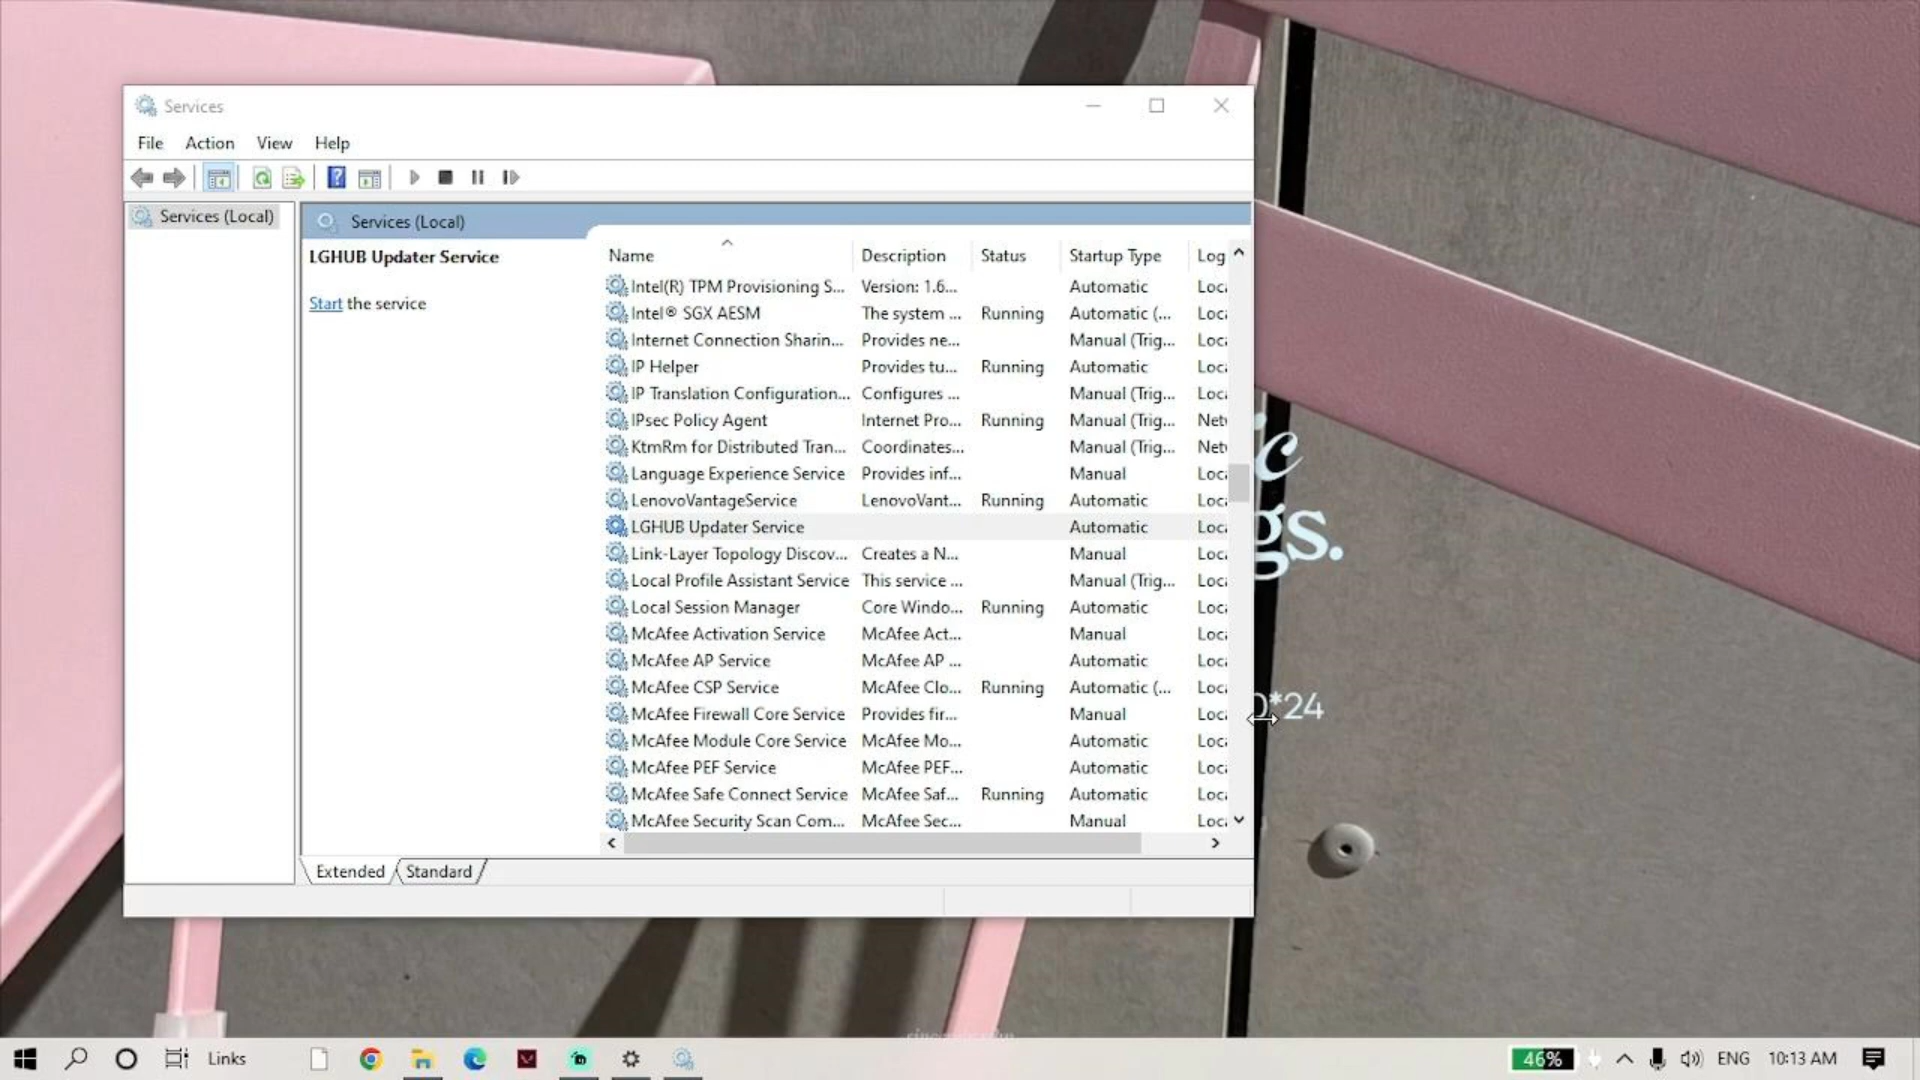 Services
File Action View Help
Services (Local)
Services (Local)
LGHUB Updater Service
Start the service
Name Description Status Startup Type Log
Intel(R) TPM Provisioning S... Version: 1.6... Automatic Loc
Intel® SGX AESM The system ... Running Automatic (... Loc
Internet Connection Sharin... Provides ne... Manual (Trig... Loc
IP Helper Provides tu... Running Automatic Loc
IP Translation Configuration... Configures ... Manual (Trig... Loc
IPsec Policy Agent Internet Pro... Running Manual (Trig... Net
KtmRm for Distributed Tran... Coordinates... Manual (Trig... Net
Language Experience Service Provides inf... Manual Loc
LenovoVantageService LenovoVant... Running Automatic Loc
LGHUB Updater Service Automatic Loc
Link-Layer Topology Discov... Creates a N... Manual Loc
Local Profile Assistant Service This service ... Manual (Trig... Loc
Local Session Manager Core Windo... Running Automatic Loc
McAfee Activation Service McAfee Act... Manual Loc
McAfee AP Service McAfee AP ... Automatic Loc
McAfee CSP Service McAfee Clo... Running Automatic (... Loc
McAfee Firewall Core Service Provides fir... Manual Loc
McAfee Module Core Service McAfee Mo... Automatic Loc
McAfee PEF Service McAfee PEF... Automatic Loc
McAfee Safe Connect Service McAfee Saf... Running Automatic Loc
McAfee Security Scan Com... McAfee Sec... Manual Loc
Extended Standard
ic
gs.
0*24
Links 46% ENG 10:13 AM